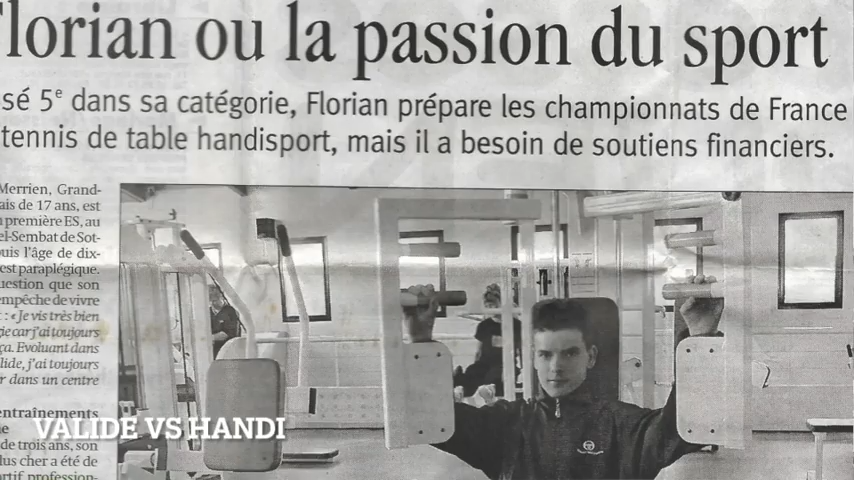 Florian ou la passion du sport
sé 5e dans sa catégorie, Florian prépare les championnats de France
tennis de table handisport, mais il a besoin de soutiens financiers.
Merrien, Grand-
ais de 17 ans, est
première ES, au
el-Sembat de Sot-
uis l'âge de dix-
est paraplégique.
uestion que son
empêche de vivre
: « Je vis très bien
car j'ai toujours
ça. Evoluant dans
lide, j'ai toujours
r dans un centre
entraînements
VALIDE VS HANDI
de trois ans, son
lus cher a été de
ortif profession-